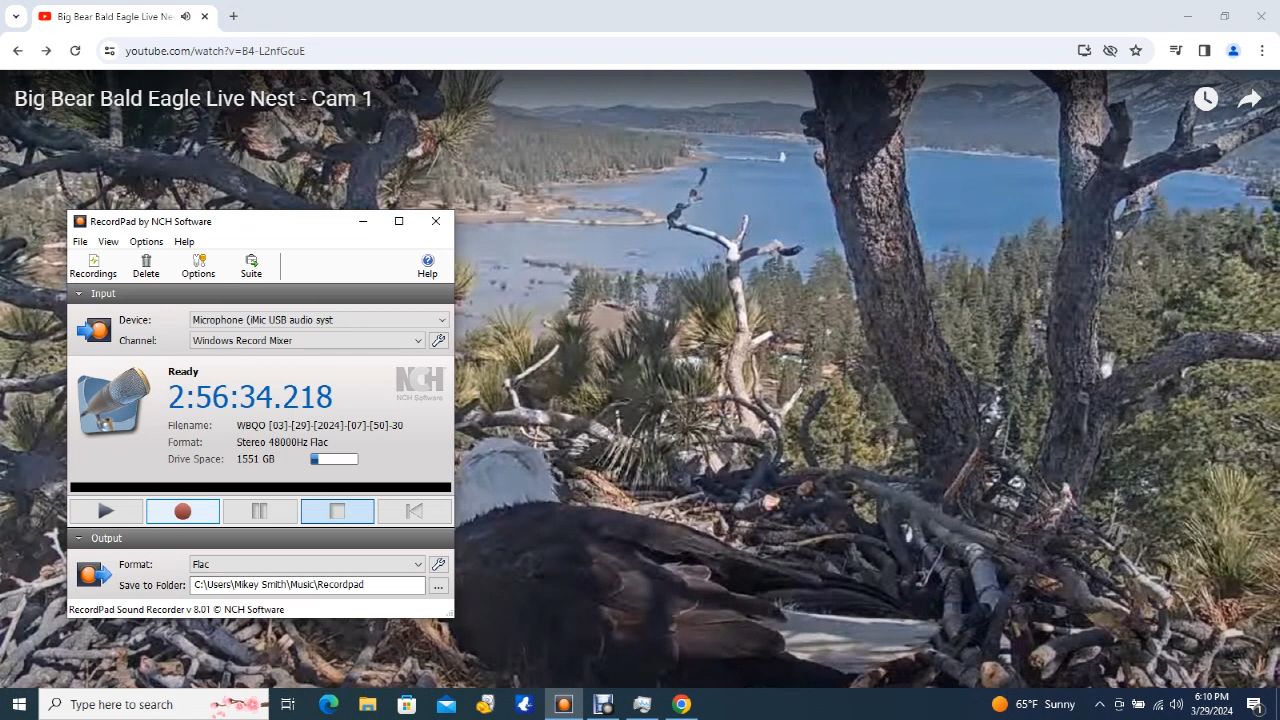 Big Bear Bald Eagle Live Ne
youtube.com/watch?v=B4-L2nfGcuE
Big Bear Bald Eagle Live Nest - Cam 1
RecordPad by NCH Software
File View Options Help
Recordings Delete Options Suite Help
Input
Device: Microphone (iMic USB audio syst
Channel: Windows Record Mixer
Ready
2:56:34.218
NCH
NCH Software
Filename: WBQO [03]-[29]-[2024]-[07]-[50]-30
Format: Stereo 48000Hz Flac
Drive Space: 1551 GB
Output
Format: Flac
Save to Folder: C:\Users\Mikey Smith\Music\Recordpad
...
RecordPad Sound Recorder v 8.01 © NCH Software
Type here to search
65°F Sunny
6:10 PM
3/29/2024
1